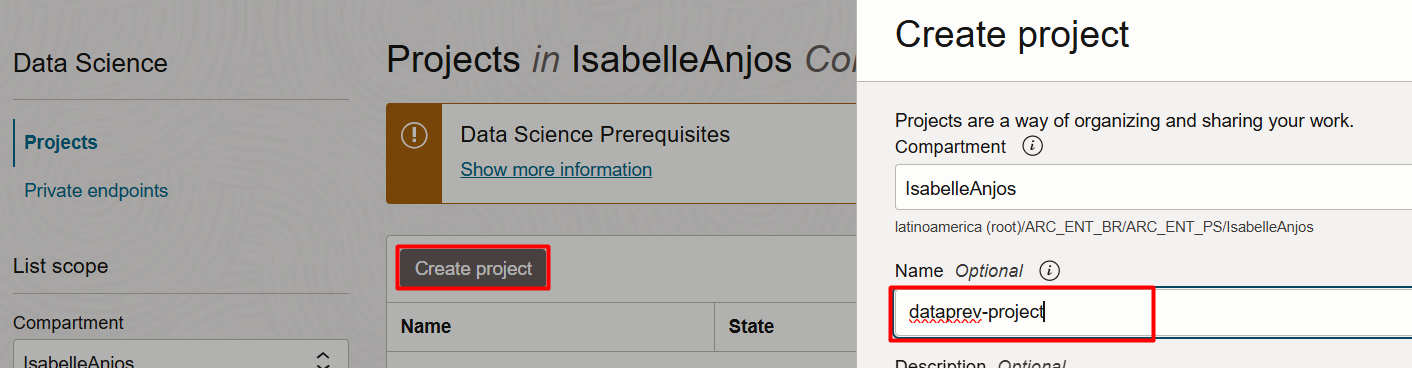 Data Science
Projects
Private endpoints
List scope
Compartment
IsabelleAnjos
Projects in IsabelleAnjos
Data Science Prerequisites
Show more information
Create project
Name
State
Create project
Projects are a way of organizing and sharing your work.
Compartment
IsabelleAnjos
latinoamerica (root)/ARC_ENT_BR/ARC_ENT_PS/IsabelleAnjos
Name Optional
dataprev-project
Description Optional